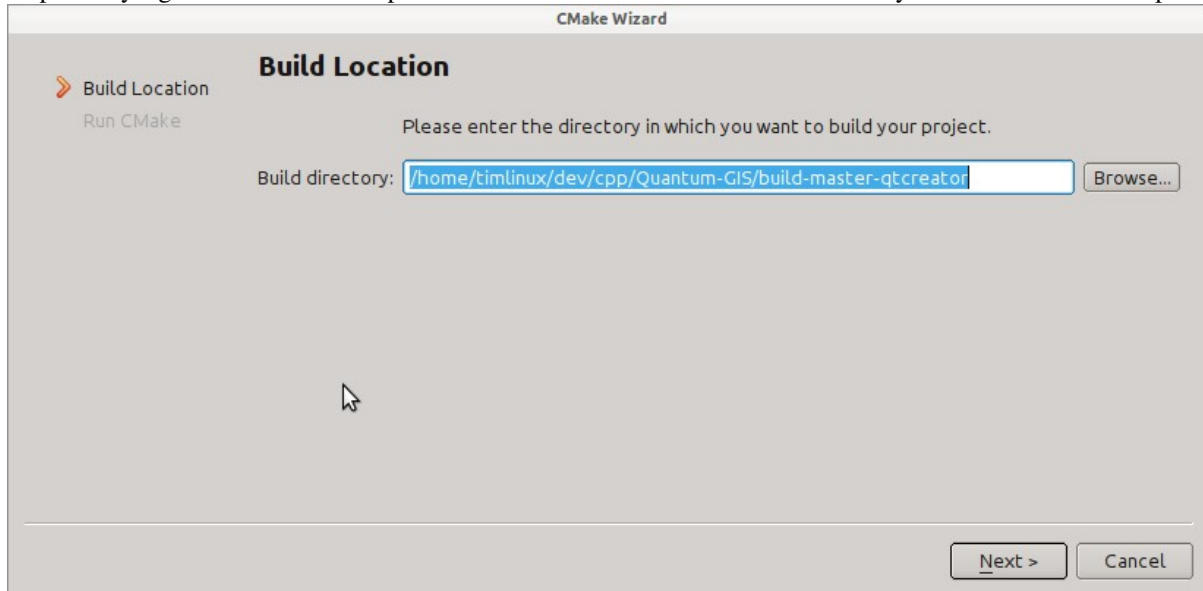 CMake Wizard
Build Location
Build Location
Run CMake
Please enter the directory in which you want to build your project.
Build directory: /home/timlinux/dev/cpp/Quantum-GIS/build-master-qtcreator Browse...
Next > Cancel